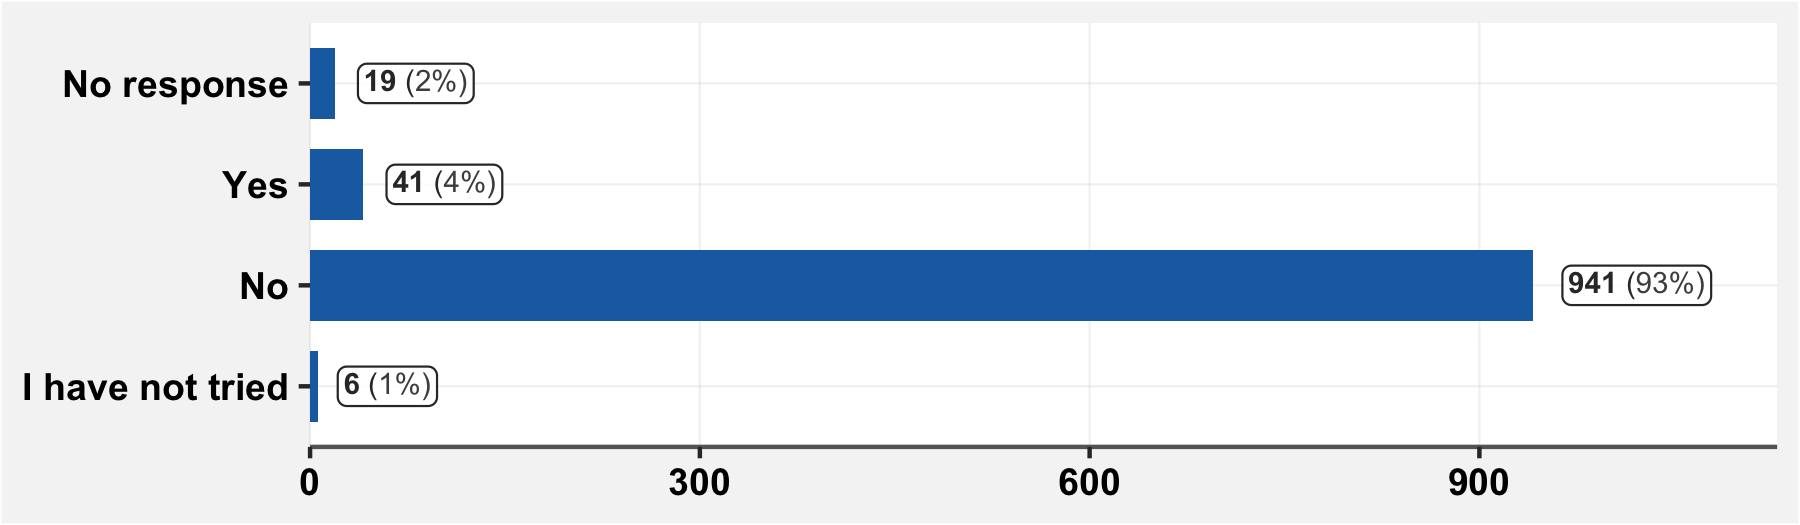 No response 19 (2%)
Yes 41 (4%)
No 941 (93%)
I have not tried 6 (1%)
0 300 600 900